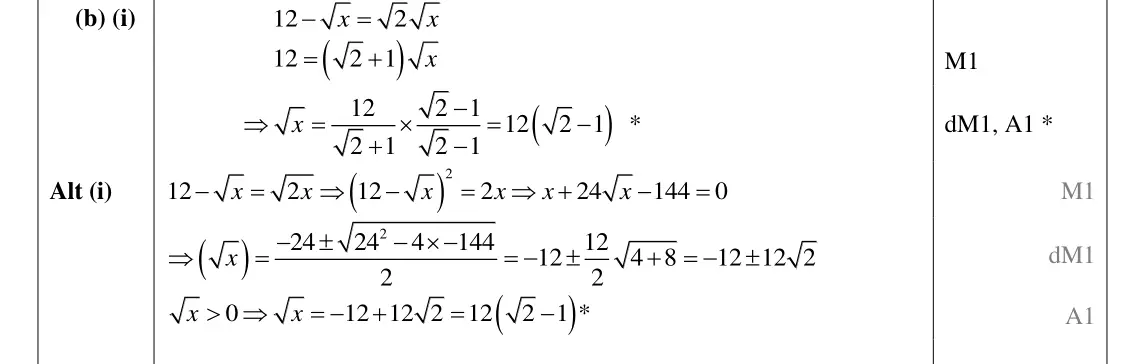 (b) (i) 12 − √x = √2√x
12 = (√2 + 1)√x M1
⇒ √x = 12/(√2 + 1) × (√2 − 1)/(√2 − 1) = 12(√2 − 1) * dM1, A1 *
Alt (i) 12 − √x = √2x ⇒ (12 − √x)² = 2x ⇒ x + 24√x − 144 = 0 M1
⇒ (√x) = (−24 ± √(24² − 4 × −144))/2 = −12 ± 12/2 √(4 + 8) = −12 ± 12√2 dM1
√x > 0 ⇒ √x = −12 + 12√2 = 12(√2 − 1)* A1